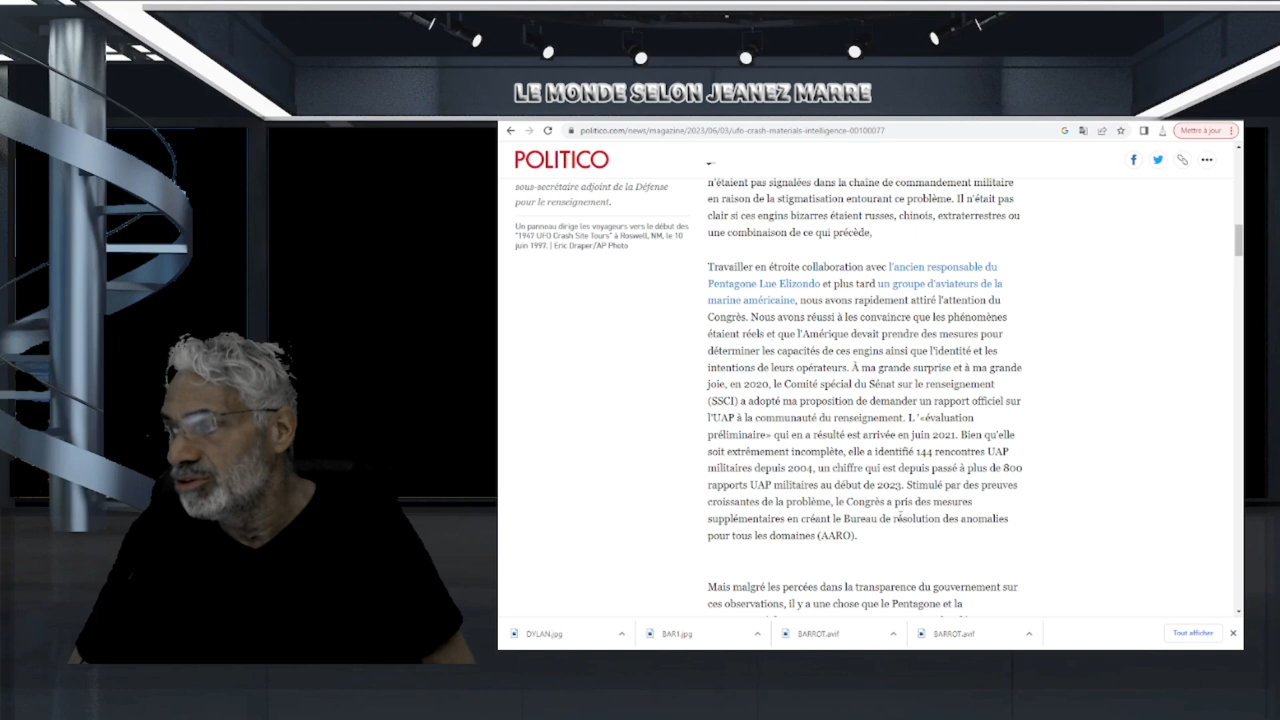 LE MONDE SELON JEANEZ MARRE
politico.com/news/magazine/2023/06/03/ufo-crash-materials-intelligence-00100077
Mettre à jour
POLITICO
sous-secrétaire adjoint de la Défense
pour le renseignement.
Un panneau dirige les voyageurs vers le début des
"1947 UFO Crash Site Tours" à Roswell, NM, le 10
juin 1997. | Eric Draper/AP Photo
n'étaient pas signalées dans la chaîne de commandement militaire
en raison de la stigmatisation entourant ce problème. Il n'était pas
clair si ces engins bizarres étaient russes, chinois, extraterrestres ou
une combinaison de ce qui précède,
Travailler en étroite collaboration avec l'ancien responsable du
Pentagone Lue Elizondo et plus tard un groupe d'aviateurs de la
marine américaine, nous avons rapidement attiré l'attention du
Congrès. Nous avons réussi à les convaincre que les phénomènes
étaient réels et que l'Amérique devait prendre des mesures pour
déterminer les capacités de ces engins ainsi que l'identité et les
intentions de leurs opérateurs. À ma grande surprise et à ma grande
joie, en 2020, le Comité spécial du Sénat sur le renseignement
(SSCI) a adopté ma proposition de demander un rapport officiel sur
l'UAP à la communauté du renseignement. L '«évaluation
préliminaire» qui en a résulté est arrivée en juin 2021. Bien qu'elle
soit extrêmement incomplète, elle a identifié 144 rencontres UAP
militaires depuis 2004, un chiffre qui est depuis passé à plus de 800
rapports UAP militaires au début de 2023. Stimulé par des preuves
croissantes de la problème, le Congrès a pris des mesures
supplémentaires en créant le Bureau de résolution des anomalies
pour tous les domaines (AARO).
Mais malgré les percées dans la transparence du gouvernement sur
ces observations, il y a une chose que le Pentagone et la
DYLAN.jpg
BAR1.jpg
BARROT.avif
BARROT.avif
Tout afficher